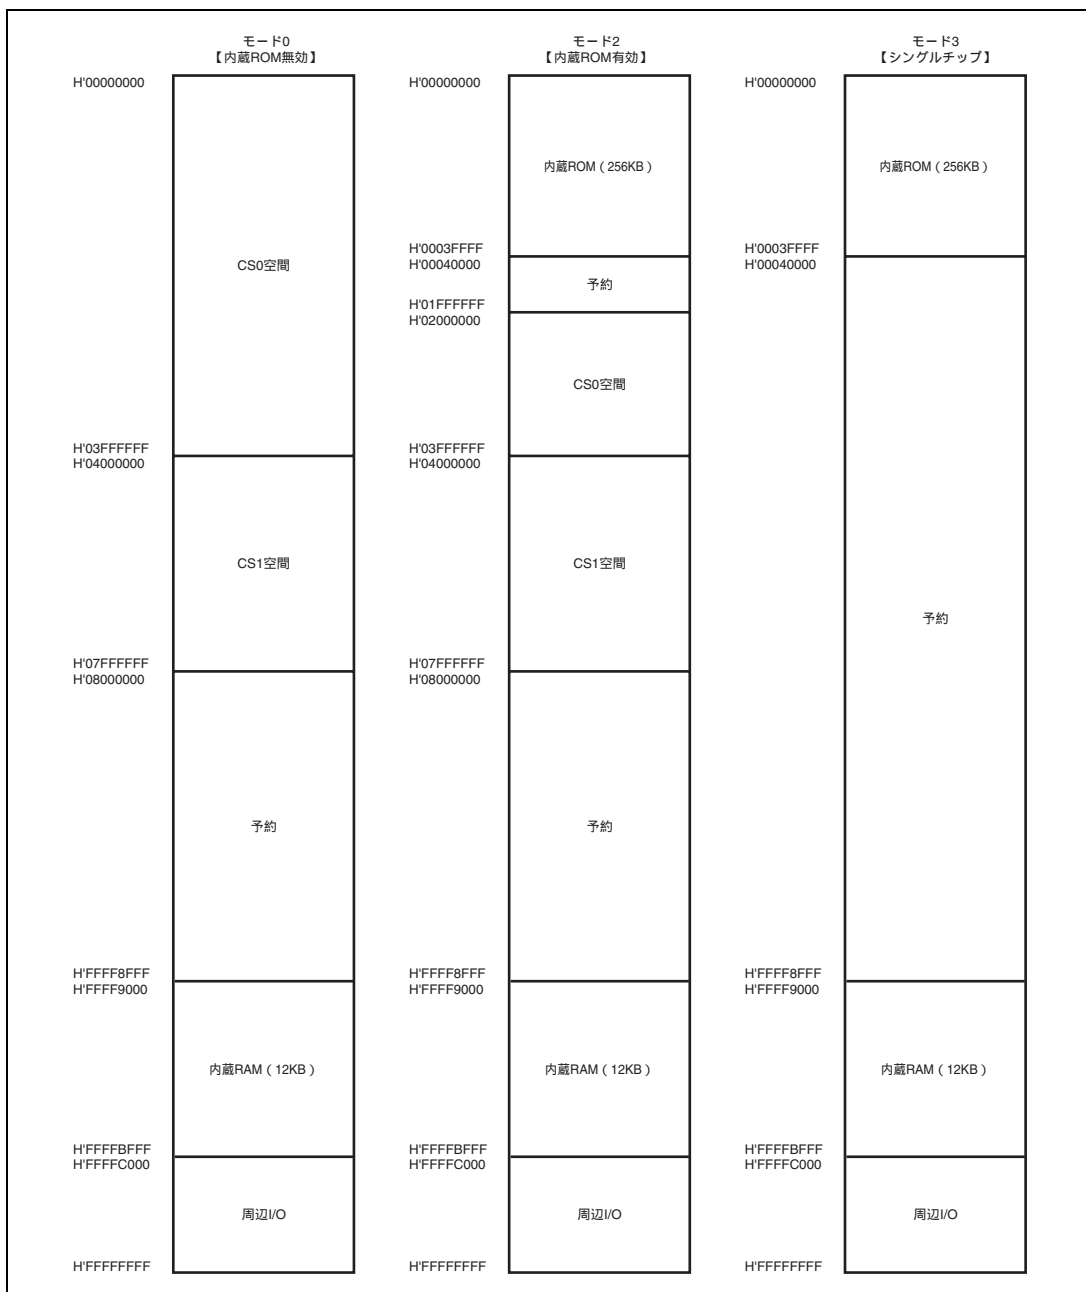 モード0
【内蔵ROM無効】
H'00000000
CS0空間
H'03FFFFFF
H'04000000
CS1空間
H'07FFFFFF
H'08000000
予約
H'FFFF8FFF
H'FFFF9000
内蔵RAM(12KB)
H'FFFFBFFF
H'FFFFC000
周辺I/O
H'FFFFFFFF
モード2
【内蔵ROM有効】
H'00000000
内蔵ROM(256KB)
H'0003FFFF
H'00040000
予約
H'01FFFFFF
H'02000000
CS0空間
H'03FFFFFF
H'04000000
CS1空間
H'07FFFFFF
H'08000000
予約
H'FFFF8FFF
H'FFFF9000
内蔵RAM(12KB)
H'FFFFBFFF
H'FFFFC000
周辺I/O
H'FFFFFFFF
モード3
【シングルチップ】
H'00000000
内蔵ROM(256KB)
H'0003FFFF
H'00040000
予約
H'FFFF8FFF
H'FFFF9000
内蔵RAM(12KB)
H'FFFFBFFF
H'FFFFC000
周辺I/O
H'FFFFFFFF